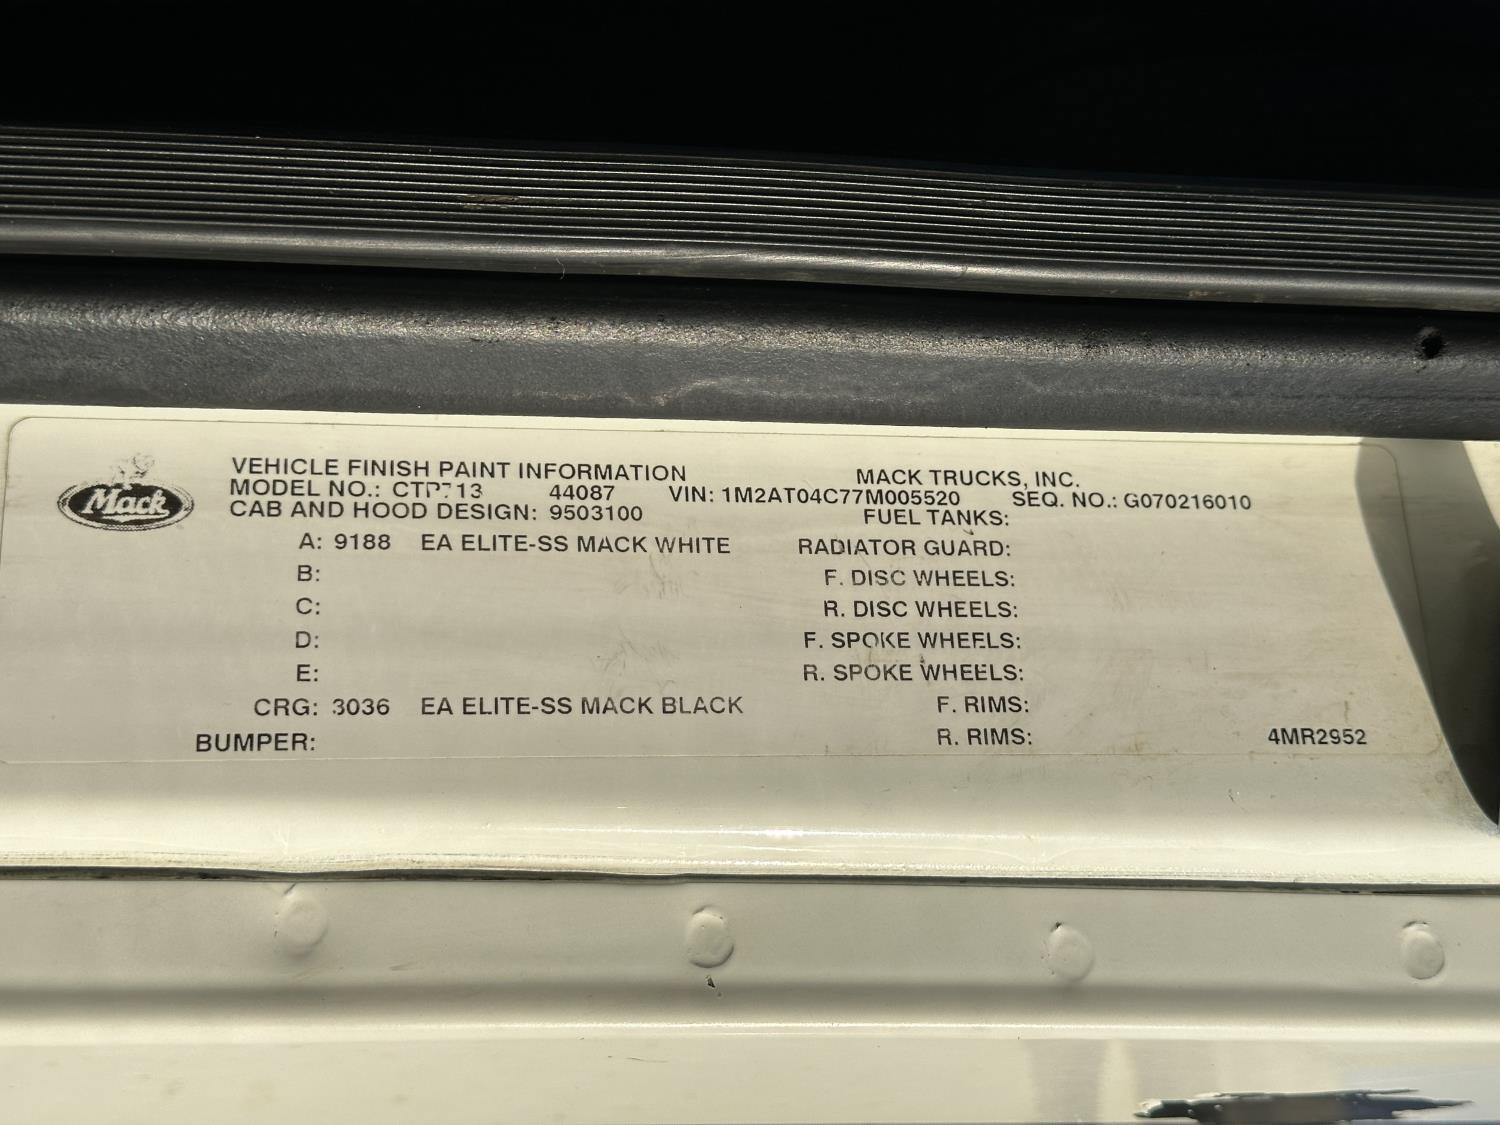 Mack
VEHICLE FINISH PAINT INFORMATION MACK TRUCKS, INC.
MODEL NO.: CTP713 44087 VIN: 1M2AT04C77M005520 SEQ. NO.: G070216010
CAB AND HOOD DESIGN: 9503100 FUEL TANKS:
A: 9188 EA ELITE-SS MACK WHITE RADIATOR GUARD:
B: F. DISC WHEELS:
C: R. DISC WHEELS:
D: F. SPOKE WHEELS:
E: R. SPOKE WHEELS:
CRG: 3036 EA ELITE-SS MACK BLACK F. RIMS:
BUMPER: R. RIMS: 4MR2952